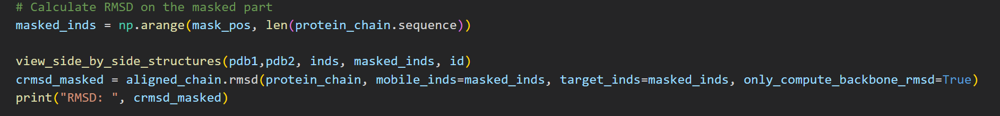 # Calculate RMSD on the masked part
masked_inds = np.arange(mask_pos, len(protein_chain.sequence))
view_side_by_side_structures(pdb1,pdb2, inds, masked_inds, id)
crmsd_masked = aligned_chain.rmsd(protein_chain, mobile_inds=masked_inds, target_inds=masked_inds, only_compute_backbone_rmsd=True)
print("RMSD: ", crmsd_masked)